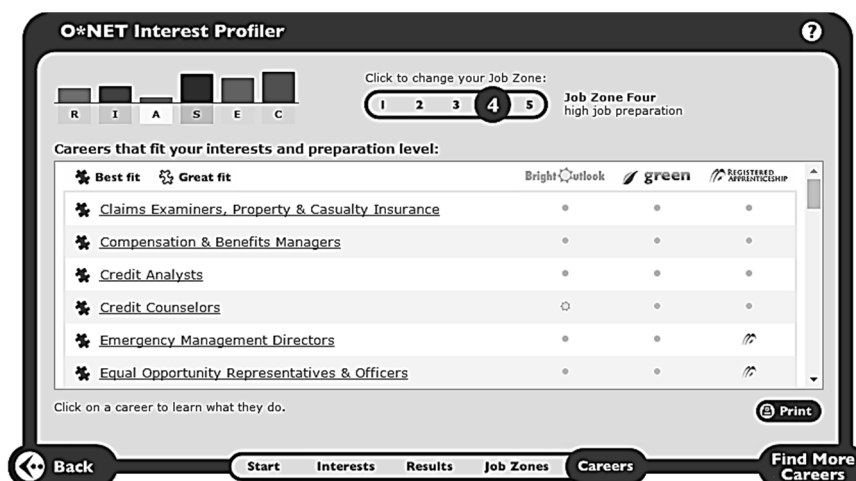 O*NET Interest Profiler
?
Click to change your Job Zone:
1 2 3 4 5
Job Zone Four
high job preparation
R I A S E C
Careers that fit your interests and preparation level:
Best fit Great fit Bright Outlook green REGISTERED APPRENTICESHIP
Claims Examiners, Property & Casualty Insurance
Compensation & Benefits Managers
Credit Analysts
Credit Counselors
Emergency Management Directors
Equal Opportunity Representatives & Officers
Click on a career to learn what they do.
Print
Back Start Interests Results Job Zones Careers Find More Careers